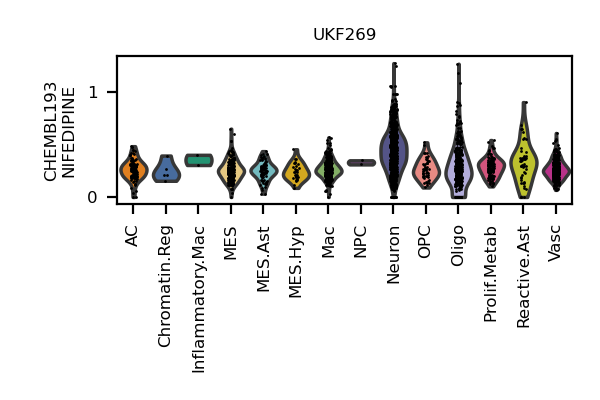 UKF269
CHEMBL193
NIFEDIPINE
1
0
AC
Chromatin.Reg
Inflammatory.Mac
MES
MES.Ast
MES.Hyp
Mac
NPC
Neuron
OPC
Oligo
Prolif.Metab
Reactive.Ast
Vasc